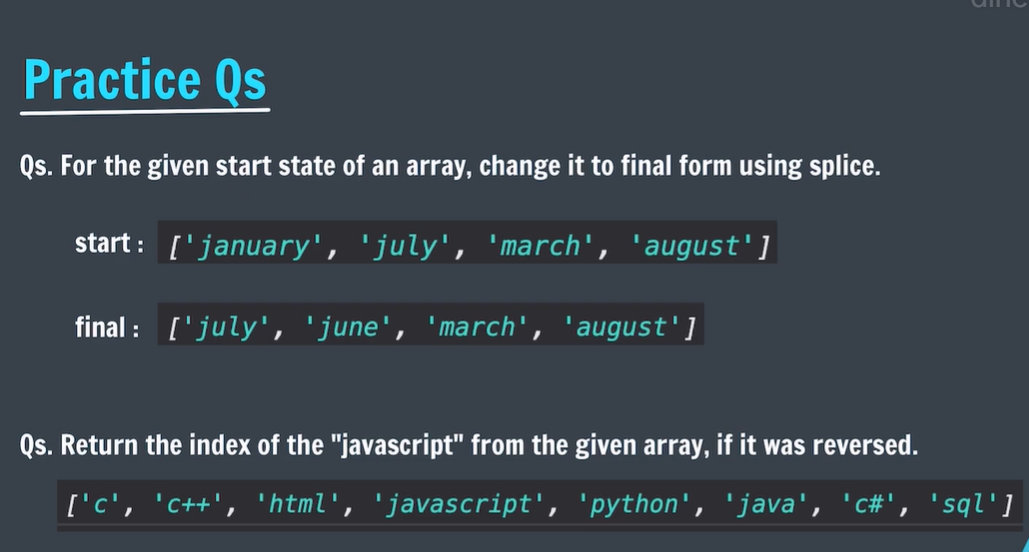 Practice Qs
Qs. For the given start state of an array, change it to final form using splice.
start : ['january', 'july', 'march', 'august']
final : ['july', 'june', 'march', 'august']
Qs. Return the index of the "javascript" from the given array, if it was reversed.
['c', 'c++', 'html', 'javascript', 'python', 'java', 'c#', 'sql']